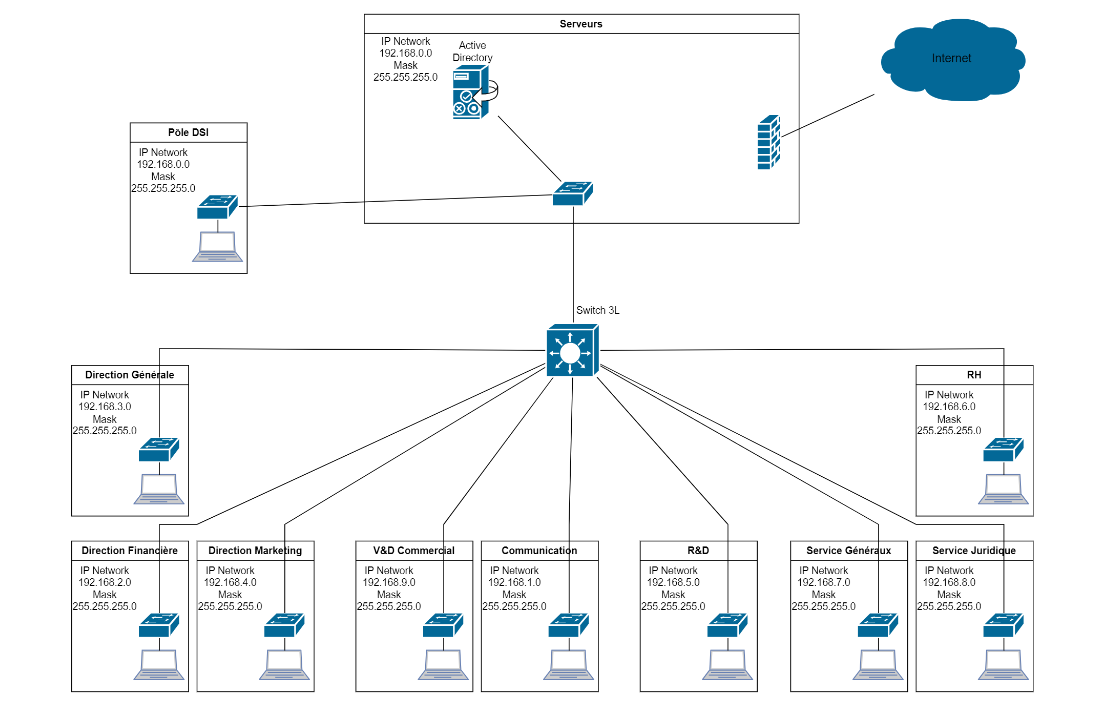 Serveurs
IP Network
192.168.0.0
Mask
255.255.255.0
Active
Directory
Internet
Pôle DSI
IP Network
192.168.0.0
Mask
255.255.255.0
Switch 3L
Direction Générale
IP Network
192.168.3.0
Mask
255.255.255.0
RH
IP Network
192.168.6.0
Mask
255.255.255.0
Direction Financière
IP Network
192.168.2.0
Mask
255.255.255.0
Direction Marketing
IP Network
192.168.4.0
Mask
255.255.255.0
V&D Commercial
IP Network
192.168.9.0
Mask
255.255.255.0
Communication
IP Network
192.168.1.0
Mask
255.255.255.0
R&D
IP Network
192.168.5.0
Mask
255.255.255.0
Service Généraux
IP Network
192.168.7.0
Mask
255.255.255.0
Service Juridique
IP Network
192.168.8.0
Mask
255.255.255.0